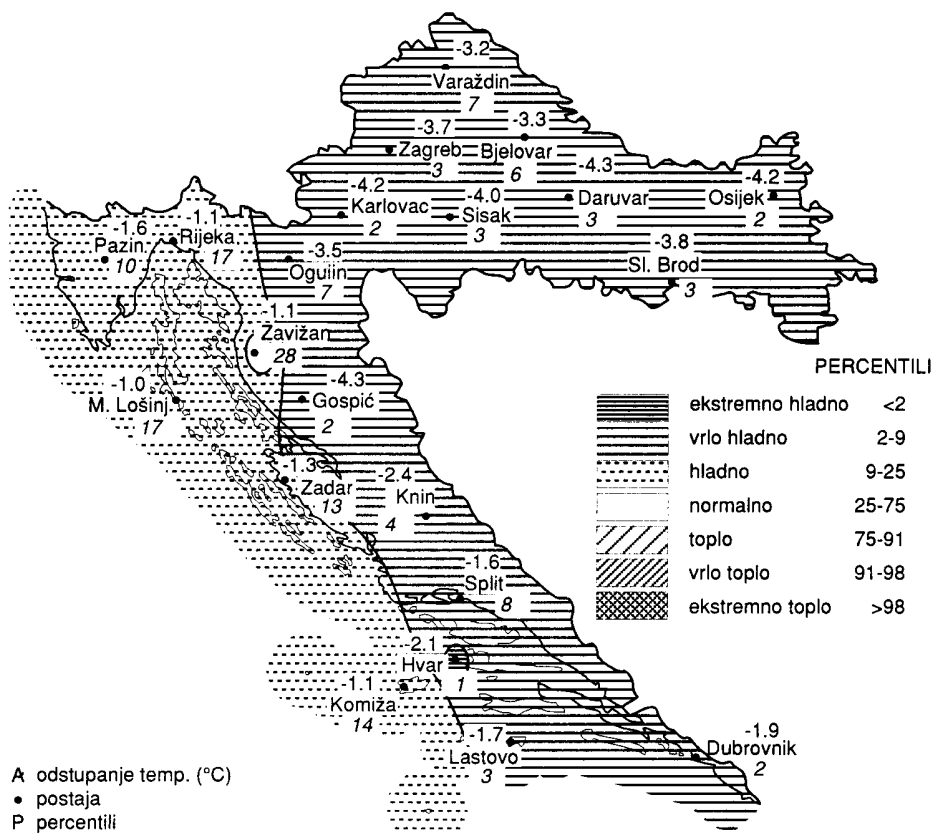 -3.2
Varaždin
7
-3.7
Zagreb
3
-3.3
Bjelovar
6
-4.3
Daruvar
3
-4.2
Osijek
2
-4.2
Karlovac
2
-4.0
Sisak
3
-3.8
Sl. Brod
3
-1.6
Pazin
10
-1.1
Rijeka
17
-3.5
Ogulin
7
-1.1
Zavižan
28
-1.0
M. Lošinj
17
-4.3
Gospić
2
-1.3
Zadar
13
-2.4
Knin
4
-1.6
Split
8
-2.1
Hvar
1
-1.1
Komiža
14
-1.7
Lastovo
3
-1.9
Dubrovnik
2
PERCENTILI
ekstremno hladno <2
vrlo hladno 2-9
hladno 9-25
normalno 25-75
toplo 75-91
vrlo toplo 91-98
ekstremno toplo >98
A odstupanje temp. (°C)
• postaja
P percentili